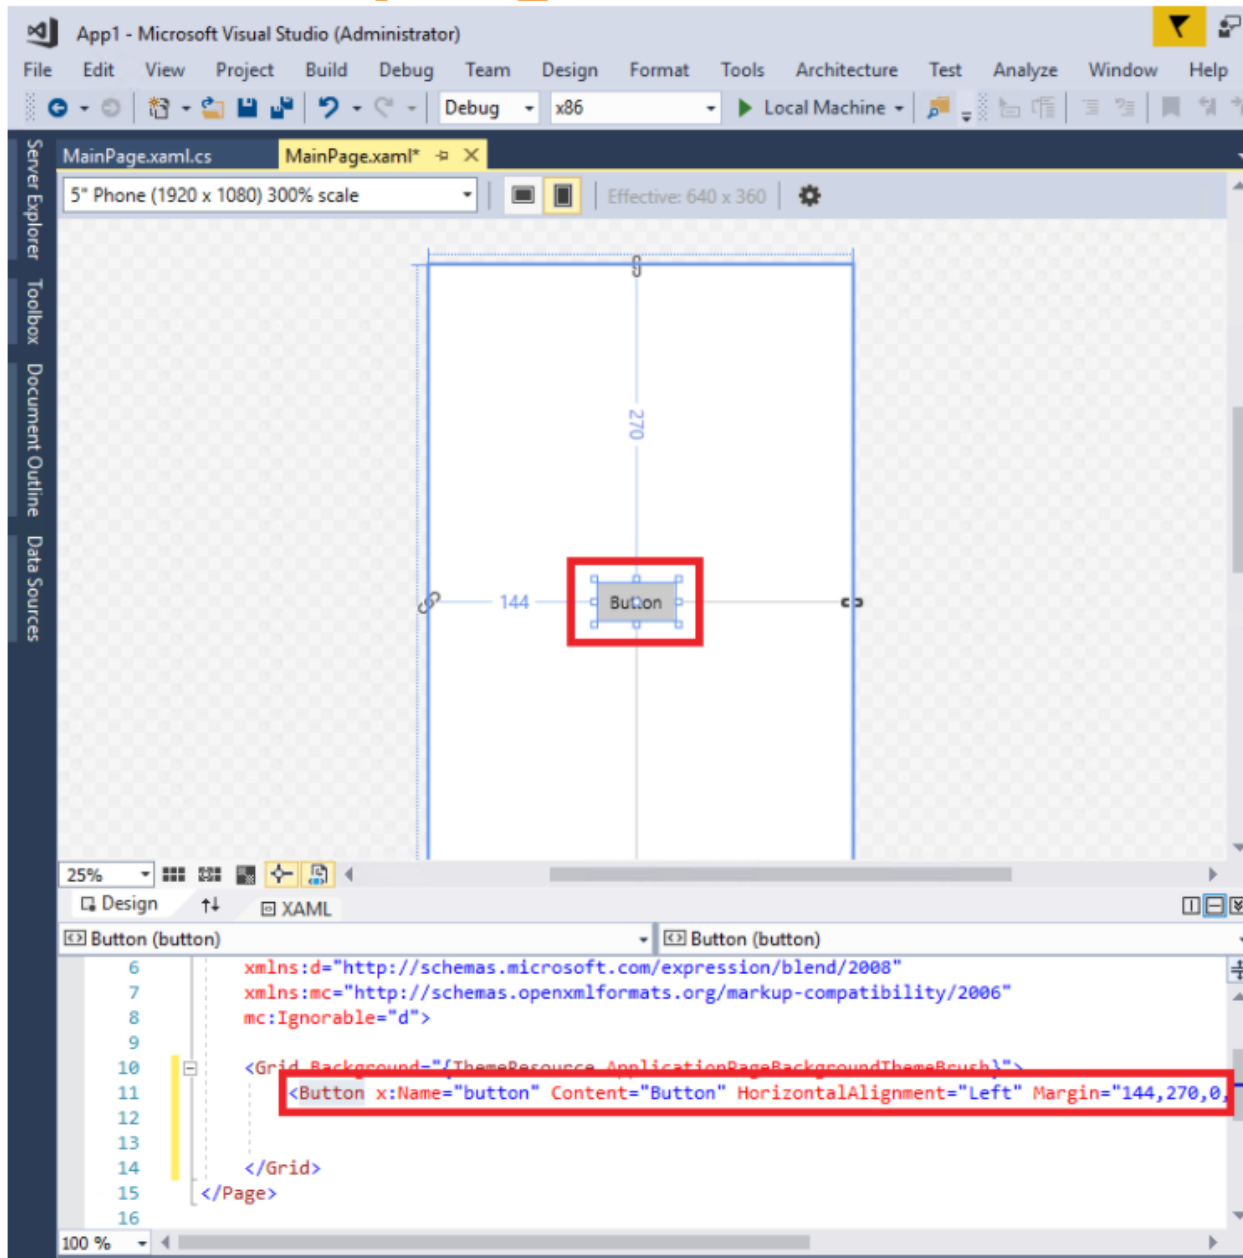 App1 - Microsoft Visual Studio (Administrator)
File Edit View Project Build Debug Team Design Format Tools Architecture Test Analyze Window Help
Debug x86 Local Machine
MainPage.xaml.cs MainPage.xaml*
5" Phone (1920 x 1080) 300% scale Effective: 640 x 360
Server Explorer
Toolbox
Document Outline
Data Sources
270
144 Button
25%
Design XAML
Button (button) Button (button)
6 xmlns:d="http://schemas.microsoft.com/expression/blend/2008"
7 xmlns:mc="http://schemas.openxmlformats.org/markup-compatibility/2006"
8 mc:Ignorable="d">
9
10 <Grid Background="{ThemeResource ApplicationPageBackgroundThemeBrush}">
11 <Button x:Name="button" Content="Button" HorizontalAlignment="Left" Margin="144,270,0,
12
13
14 </Grid>
15 </Page>
16
100 %